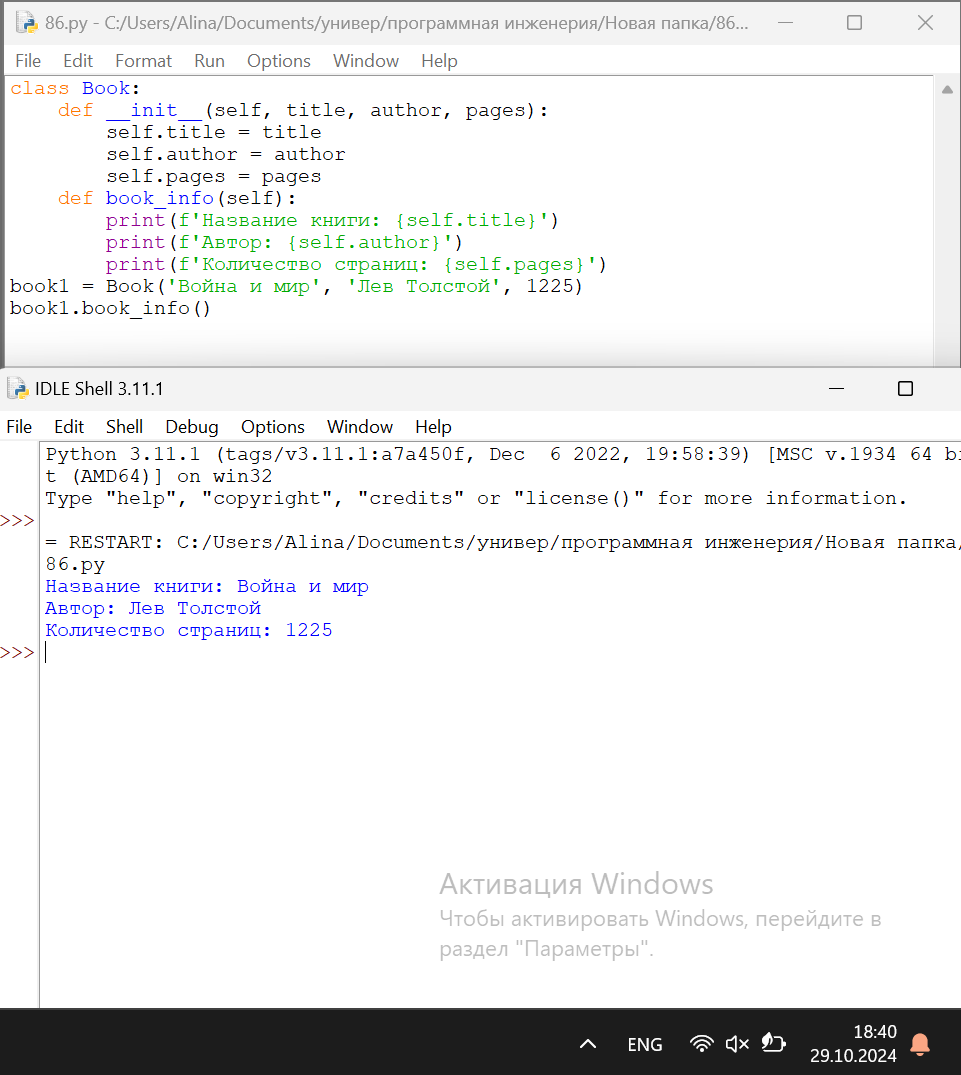 86.py - C:/Users/Alina/Documents/универ/программная инженерия/Новая папка/86...
File Edit Format Run Options Window Help
class Book:
    def __init__(self, title, author, pages):
        self.title = title
        self.author = author
        self.pages = pages
    def book_info(self):
        print(f'Название книги: {self.title}')
        print(f'Автор: {self.author}')
        print(f'Количество страниц: {self.pages}')
book1 = Book('Война и мир', 'Лев Толстой', 1225)
book1.book_info()
IDLE Shell 3.11.1
File Edit Shell Debug Options Window Help
Python 3.11.1 (tags/v3.11.1:a7a450f, Dec  6 2022, 19:58:39) [MSC v.1934 64 bi
t (AMD64)] on win32
Type "help", "copyright", "credits" or "license()" for more information.
>>>
= RESTART: C:/Users/Alina/Documents/универ/программная инженерия/Новая папка/
86.py
Название книги: Война и мир
Автор: Лев Толстой
Количество страниц: 1225
>>>
Активация Windows
Чтобы активировать Windows, перейдите в
раздел "Параметры".
ENG
18:40
29.10.2024